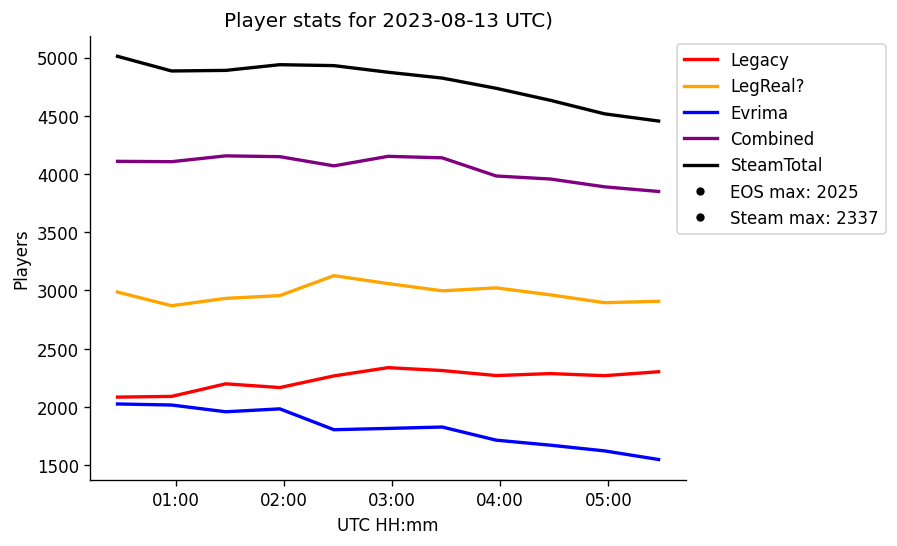 Player stats for 2023-08-13 UTC)
5000
4500
4000
3500
3000
2500
2000
1500
Players
01:00 02:00 03:00 04:00 05:00
UTC HH:mm
Legacy
LegReal?
Evrima
Combined
SteamTotal
EOS max: 2025
Steam max: 2337